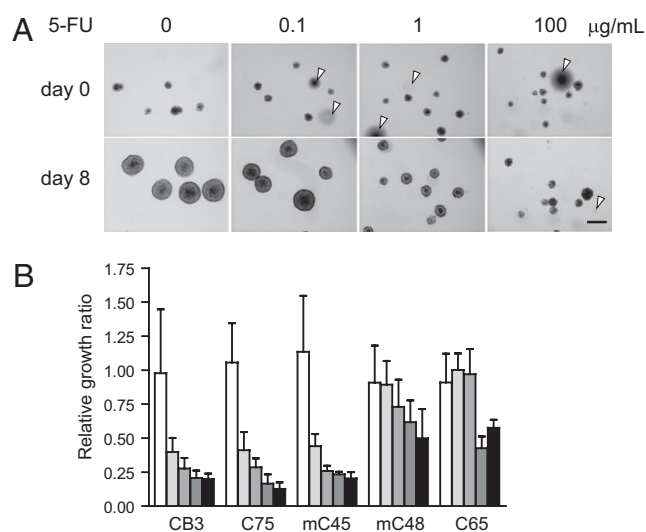 A
5-FU 0 0.1 1 100 μg/mL
day 0
day 8
B
Relative growth ratio
1.75
1.50
1.25
1.00
0.75
0.50
0.25
0.00
CB3 C75 mC45 mC48 C65